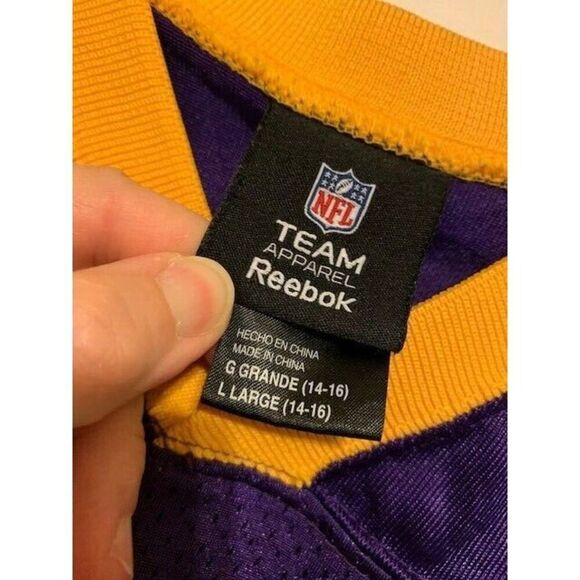 NFL
TEAM
APPAREL
Reebok
HECHO EN CHINA
MADE IN CHINA
G GRANDE (14-16)
L LARGE (14-16)